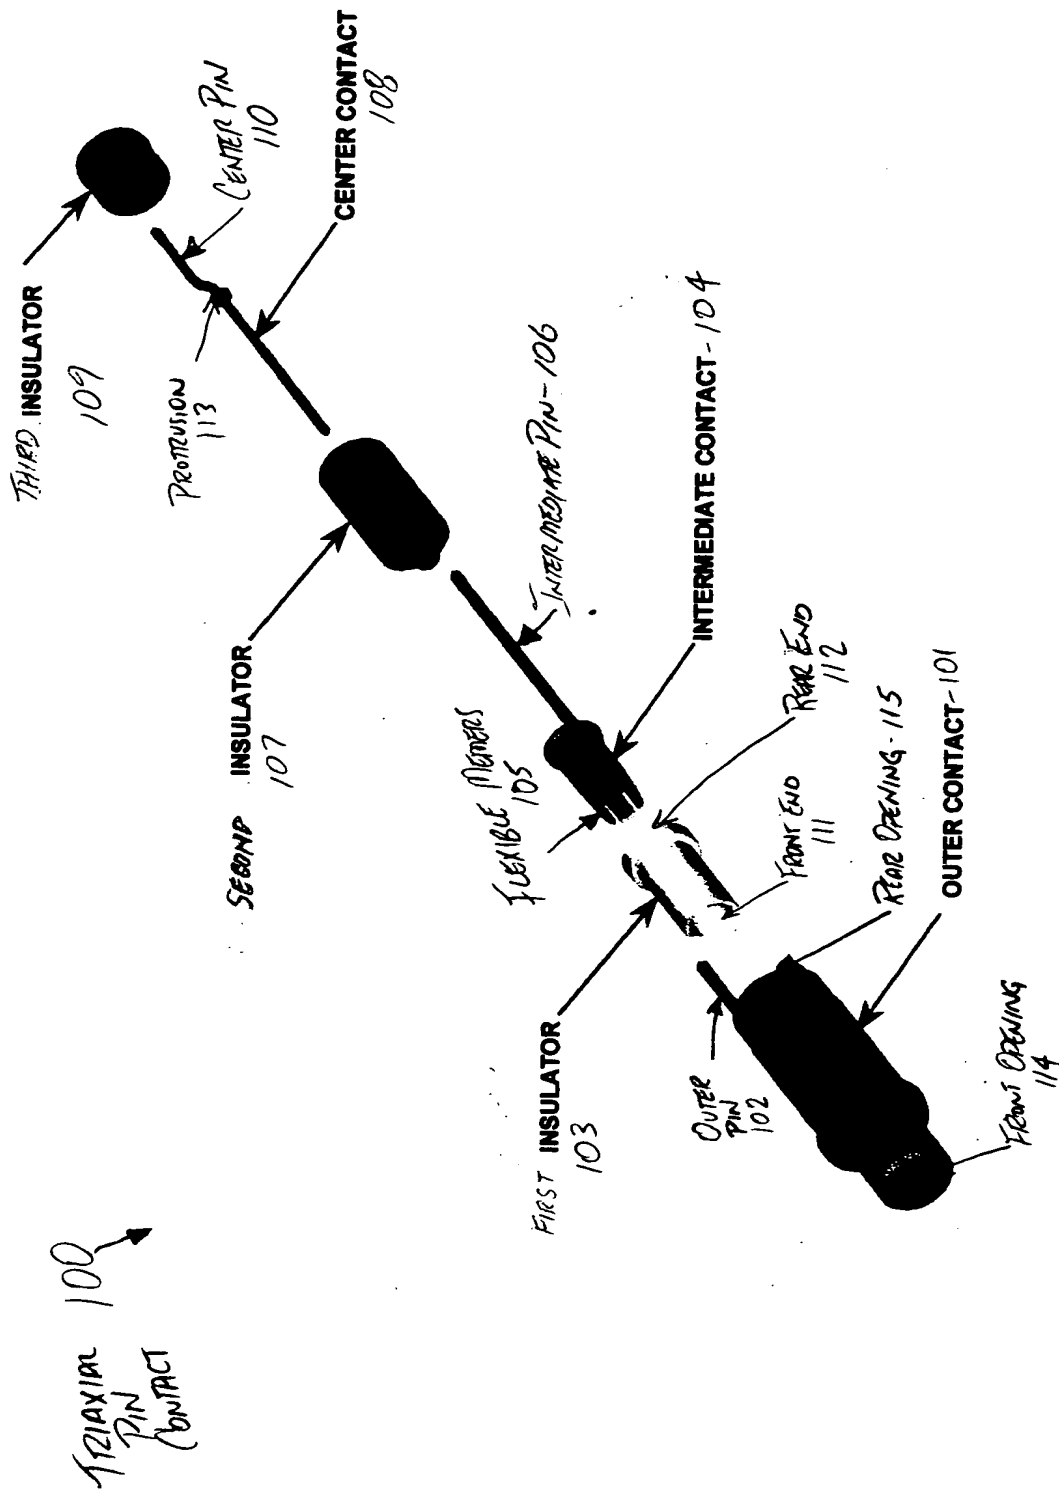 THIRD INSULATOR
109
CENTER PIN
110
CENTER CONTACT
108
PROTRUSION
113
SECOND INSULATOR
107
INTERMEDIATE PIN-106
INTERMEDIATE CONTACT-104
FLEXIBLE MEMERS
105
REAR END
112
FRONT END
111
REAR OPENING-115
OUTER CONTACT-101
FIRST INSULATOR
103
OUTER
PIN
102
FRONT OPENING
114
TRIAXIAL 100
PIN
CONTACT